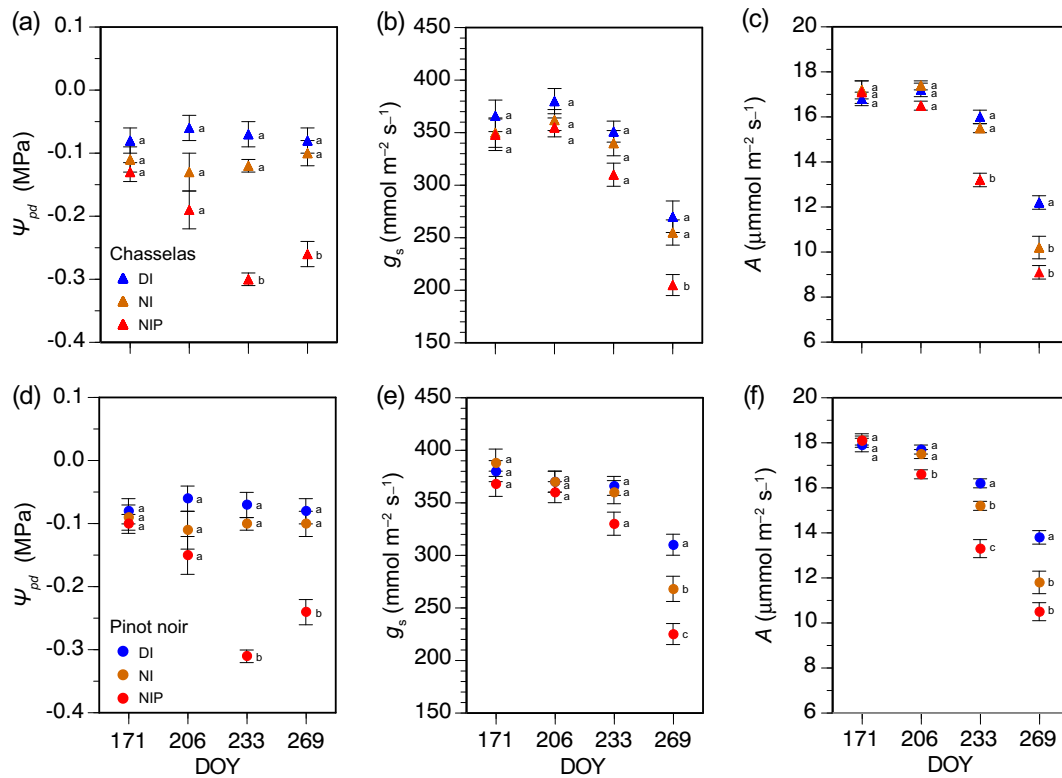 (a)
0.1
0.0
-0.1
-0.2
-0.3
-0.4
Ψpd (MPa)
a
a
a
a
a
a
a
b
a
a
b
Chasselas
DI
NI
NIP
(b)
450
400
350
300
250
200
150
gs (mmol m–2 s–1)
a
a
a
a
a
a
a
a
a
a
a
b
(c)
20
18
16
14
12
10
8
6
A (μmmol m–2 s–1)
a
a
a
a
a
a
a
a
b
a
b
b
(d)
0.1
0.0
-0.1
-0.2
-0.3
-0.4
Ψpd (MPa)
a
a
a
a
a
a
a
a
b
a
a
b
Pinot noir
DI
NI
NIP
171 206 233 269
DOY
(e)
450
400
350
300
250
200
150
gs (mmol m–2 s–1)
a
a
a
a
a
a
a
a
a
a
b
c
171 206 233 269
DOY
(f)
20
18
16
14
12
10
8
6
A (μmmol m–2 s–1)
a
a
a
a
a
b
a
b
c
a
b
b
171 206 233 269
DOY